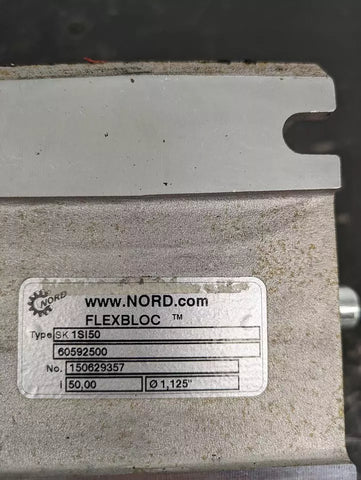 NORD
www.NORD.com
FLEXBLOC ™
Type SK 1SI50
60592500
No. 150629357
i 50,00 Ø 1,125"